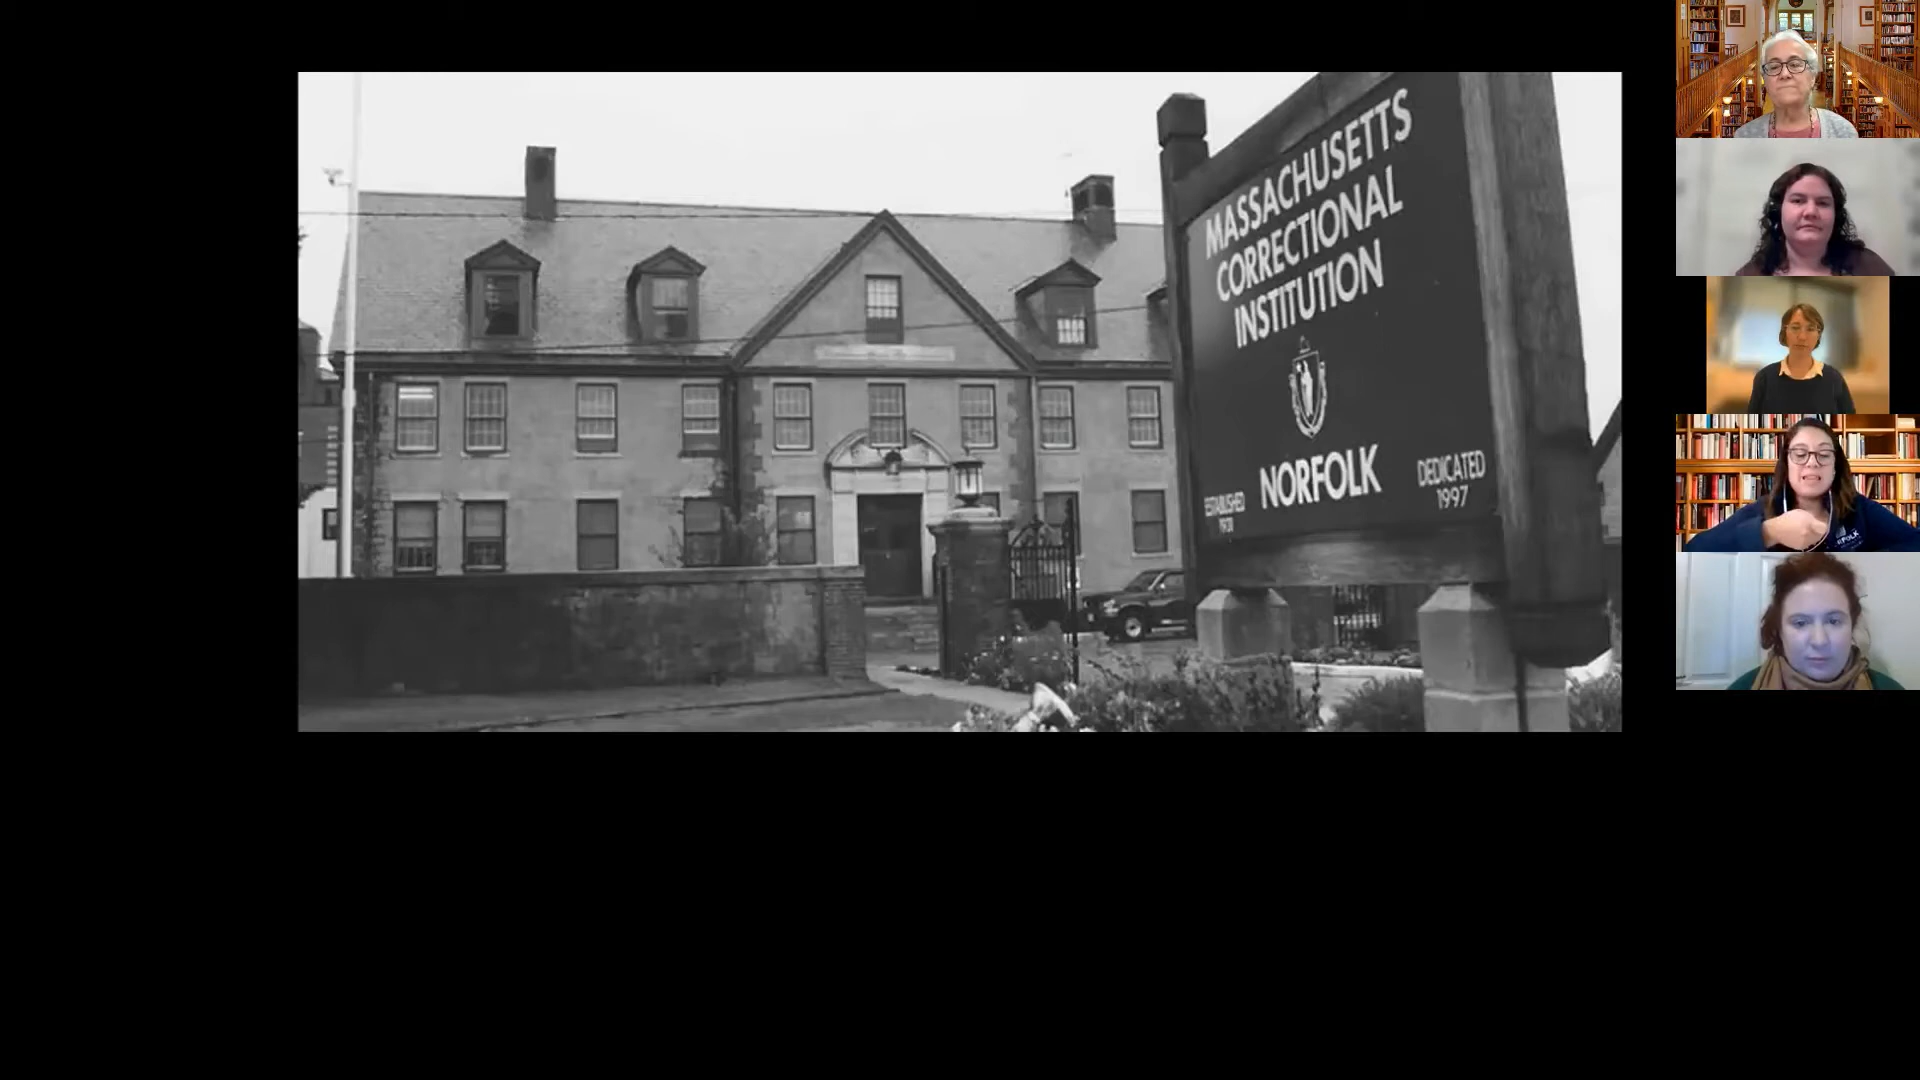 MASSACHUSETTS
CORRECTIONAL
INSTITUTION
NORFOLK
ESTABLISHED
DEDICATED
1997